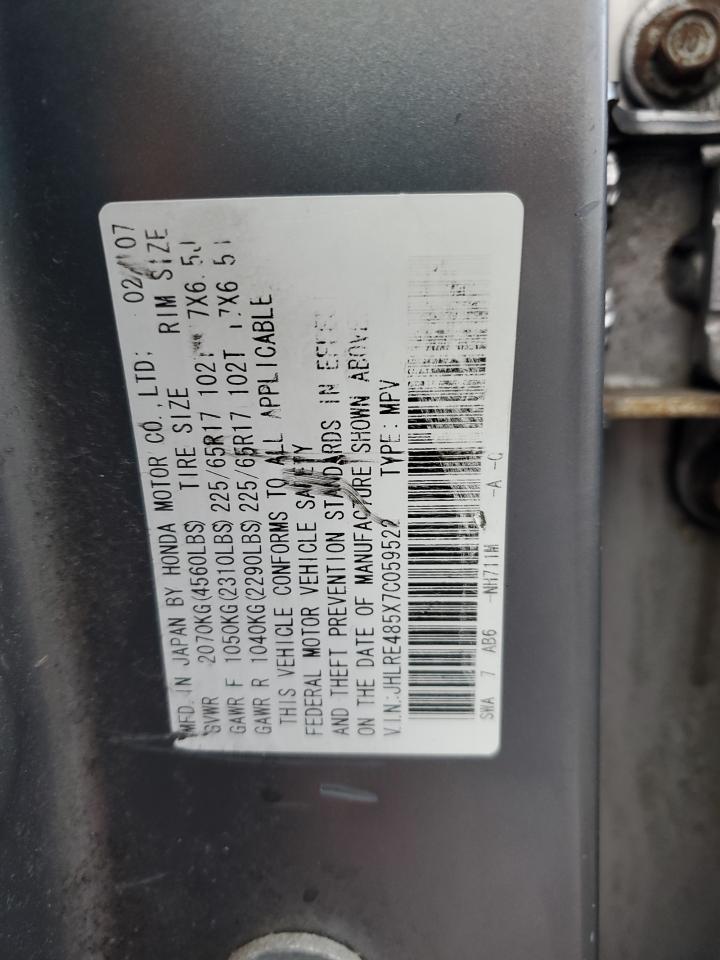 MFD. IN JAPAN BY HONDA MOTOR CO.,LTD; 02/07
GVWR 2070KG(4560LBS) TIRE SIZE RIM SIZE
GAWR F 1050KG(2310LBS) 225/65R17 102T 17X6.5J
GAWR R 1040KG(2290LBS) 225/65R17 102T 17X6.5J
THIS VEHICLE CONFORMS TO ALL APPLICABLE
FEDERAL MOTOR VEHICLE SAFETY
AND THEFT PREVENTION STANDARDS IN EFFECT
ON THE DATE OF MANUFACTURE SHOWN ABOVE.
V.I.N.:JHLRE485X7C059522 TYPE:MPV
SWA 7 AB6 -NH711M -A -C
10